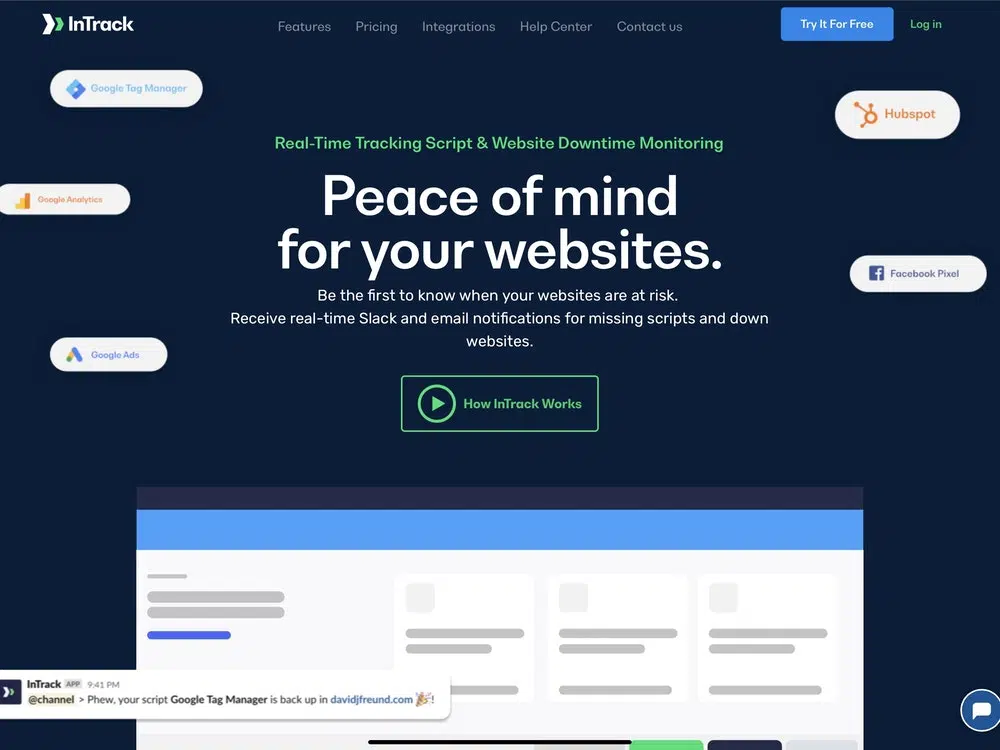 InTrack
Features
Pricing
Integrations
Help Center
Contact us
Try It For Free
Log in
Google Tag Manager
Hubspot
Real-Time Tracking Script & Website Downtime Monitoring
Peace of mind
for your websites.
Google Analytics
Facebook Pixel
Be the first to know when your websites are at risk.
Receive real-time Slack and email notifications for missing scripts and down
websites.
Google Ads
How InTrack Works
InTrack APP 9:41 PM
@channel > Phew, your script Google Tag Manager is back up in davidjfreund.com 🎉!